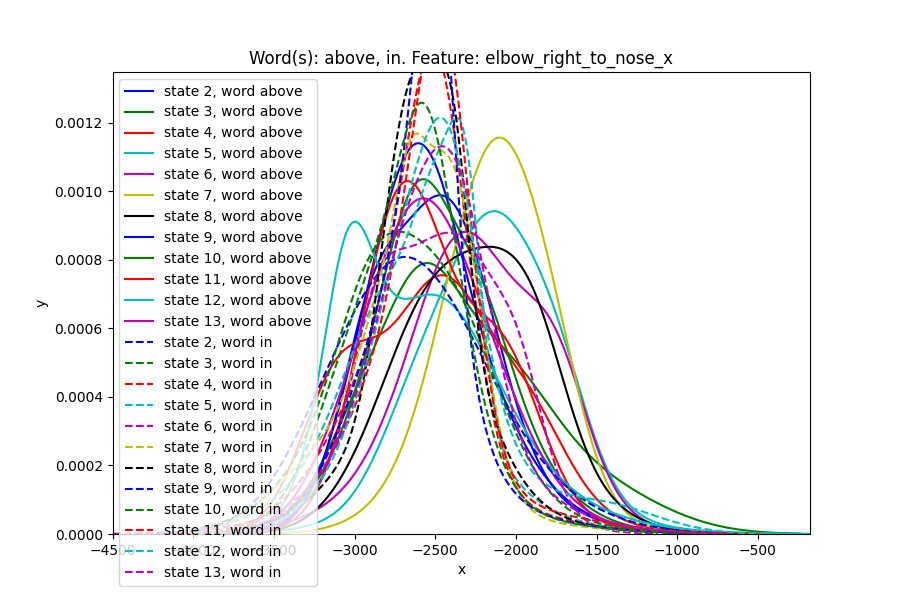 Word(s): above, in. Feature: elbow_right_to_nose_x
y
0.0012
0.0010
0.0008
0.0006
0.0004
0.0002
0.0000
state 2, word above
state 3, word above
state 4, word above
state 5, word above
state 6, word above
state 7, word above
state 8, word above
state 9, word above
state 10, word above
state 11, word above
state 12, word above
state 13, word above
state 2, word in
state 3, word in
state 4, word in
state 5, word in
state 6, word in
state 7, word in
state 8, word in
state 9, word in
state 10, word in
state 11, word in
state 12, word in
state 13, word in
−4500 −3000 −2500 −2000 −1500 −1000 −500
x